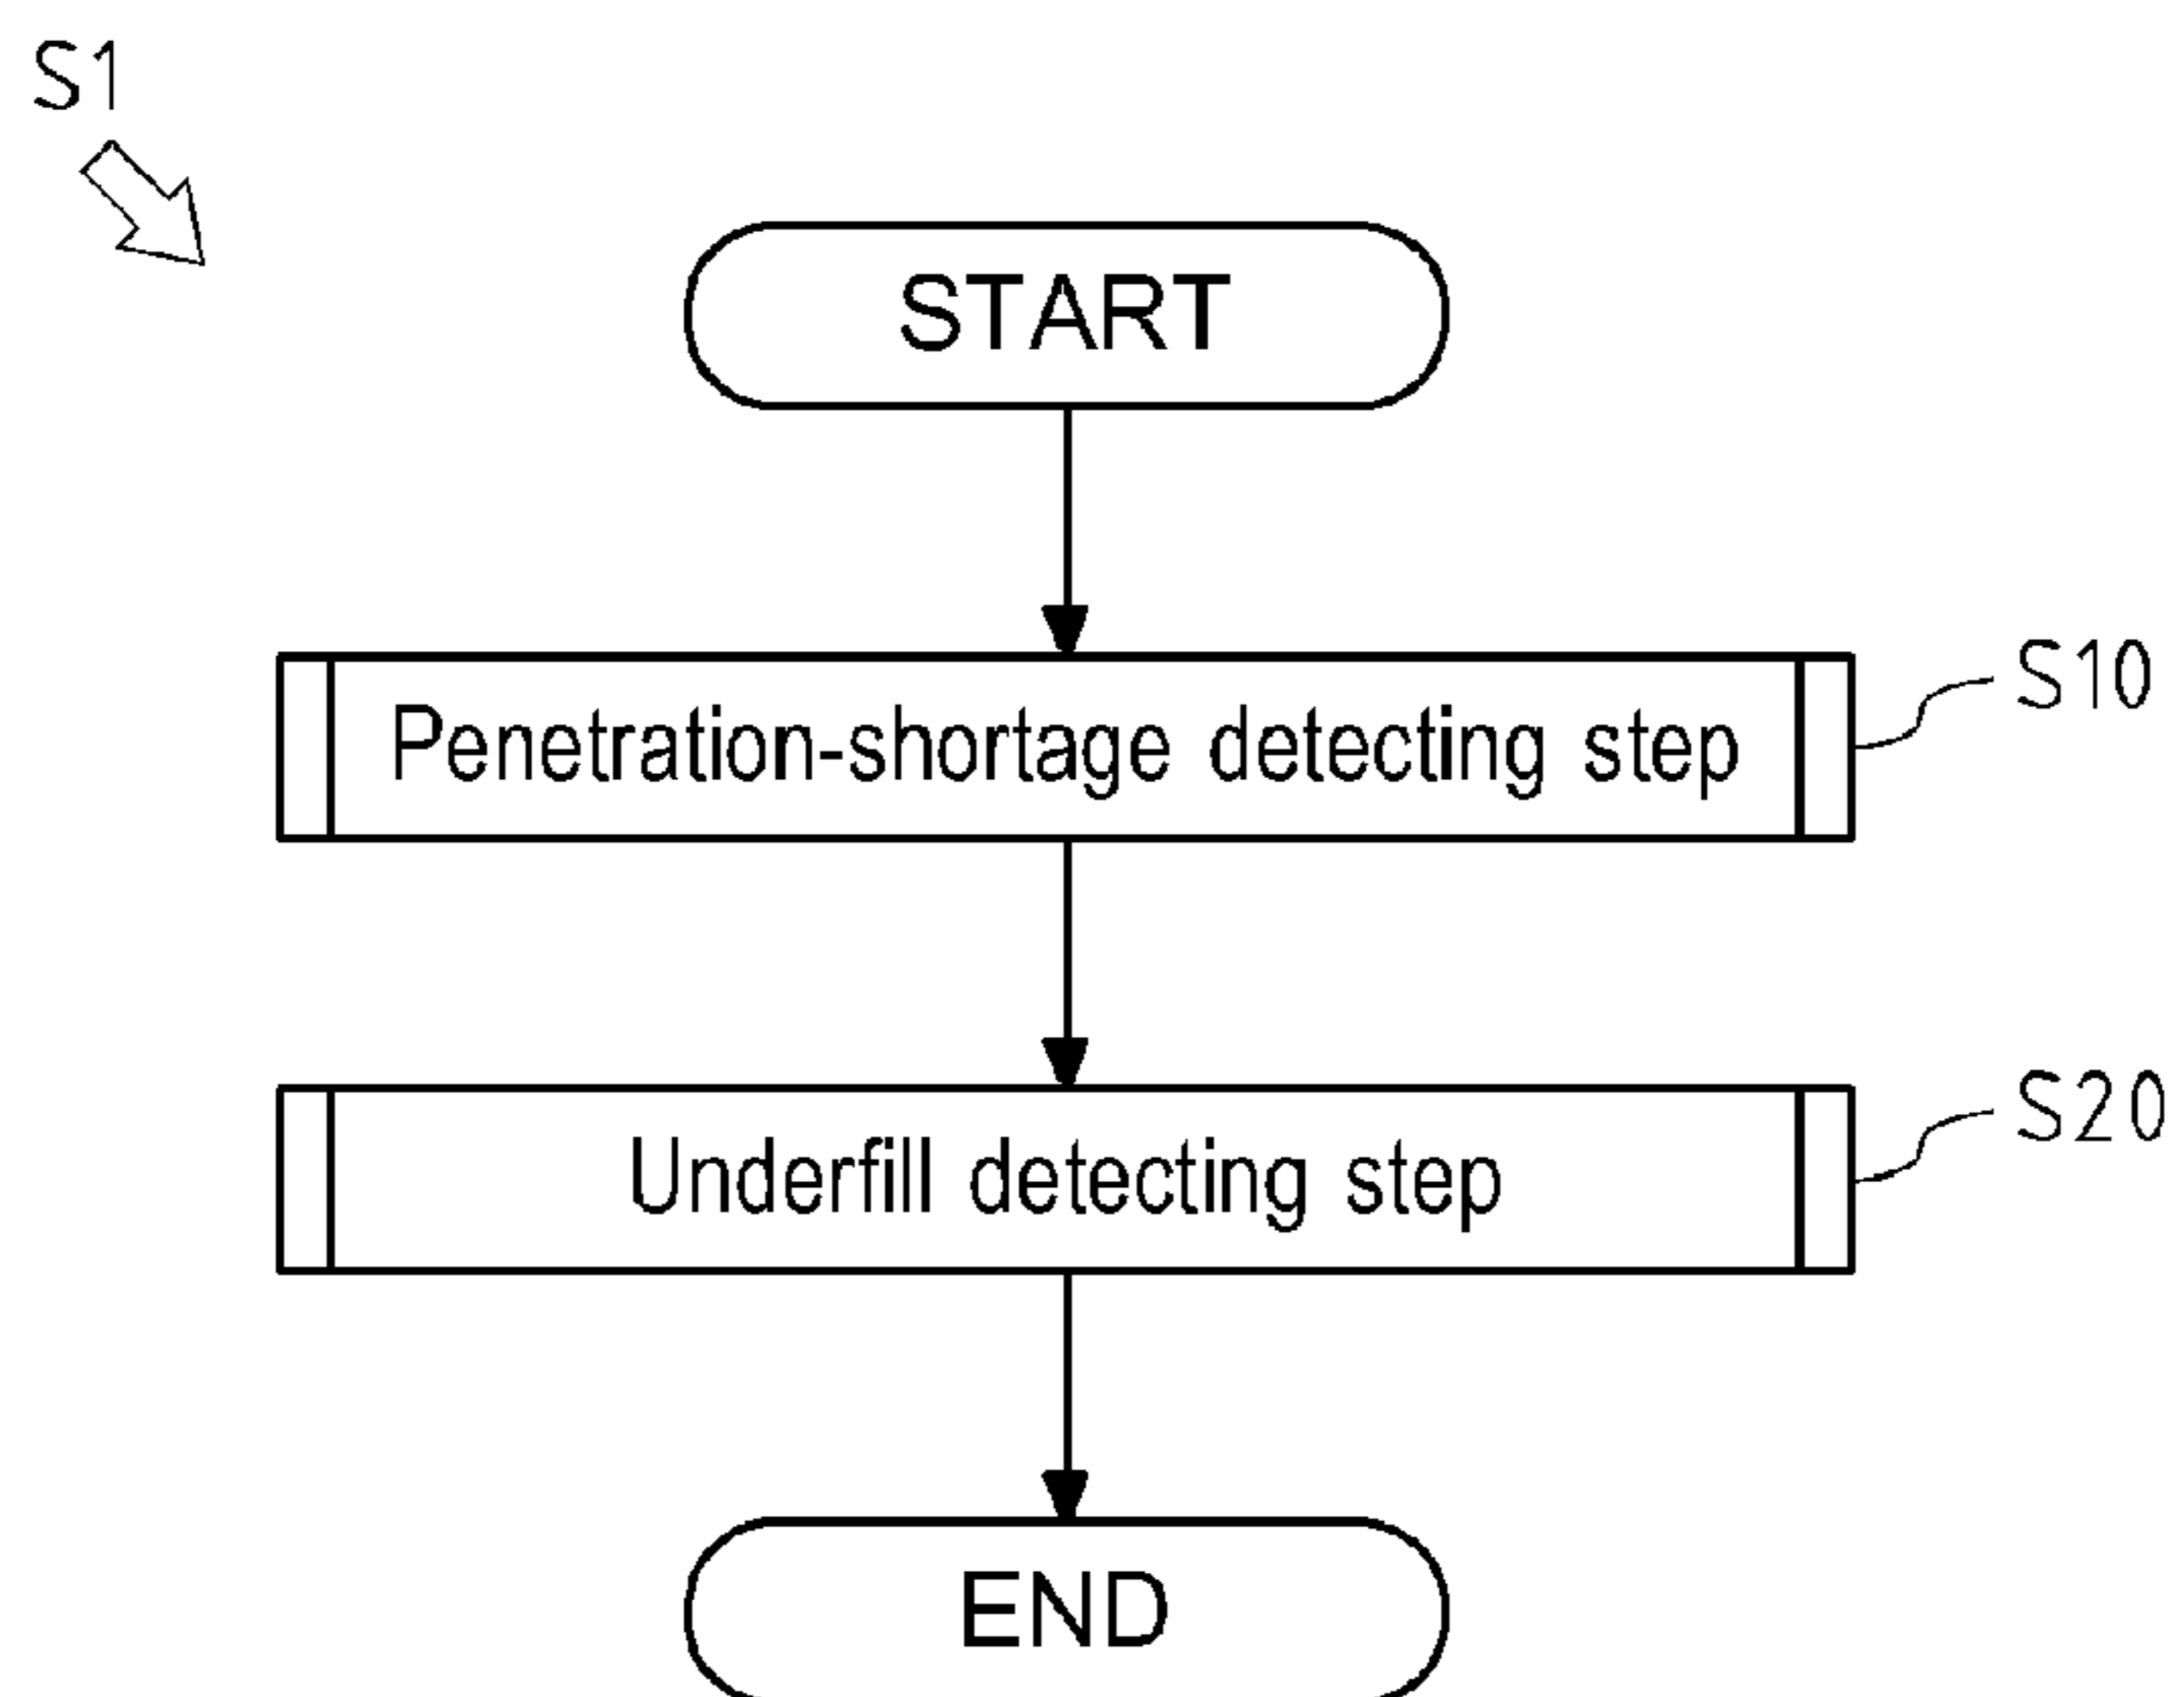 S1
START
Penetration-shortage detecting step
S10
Underfill detecting step
S20
END